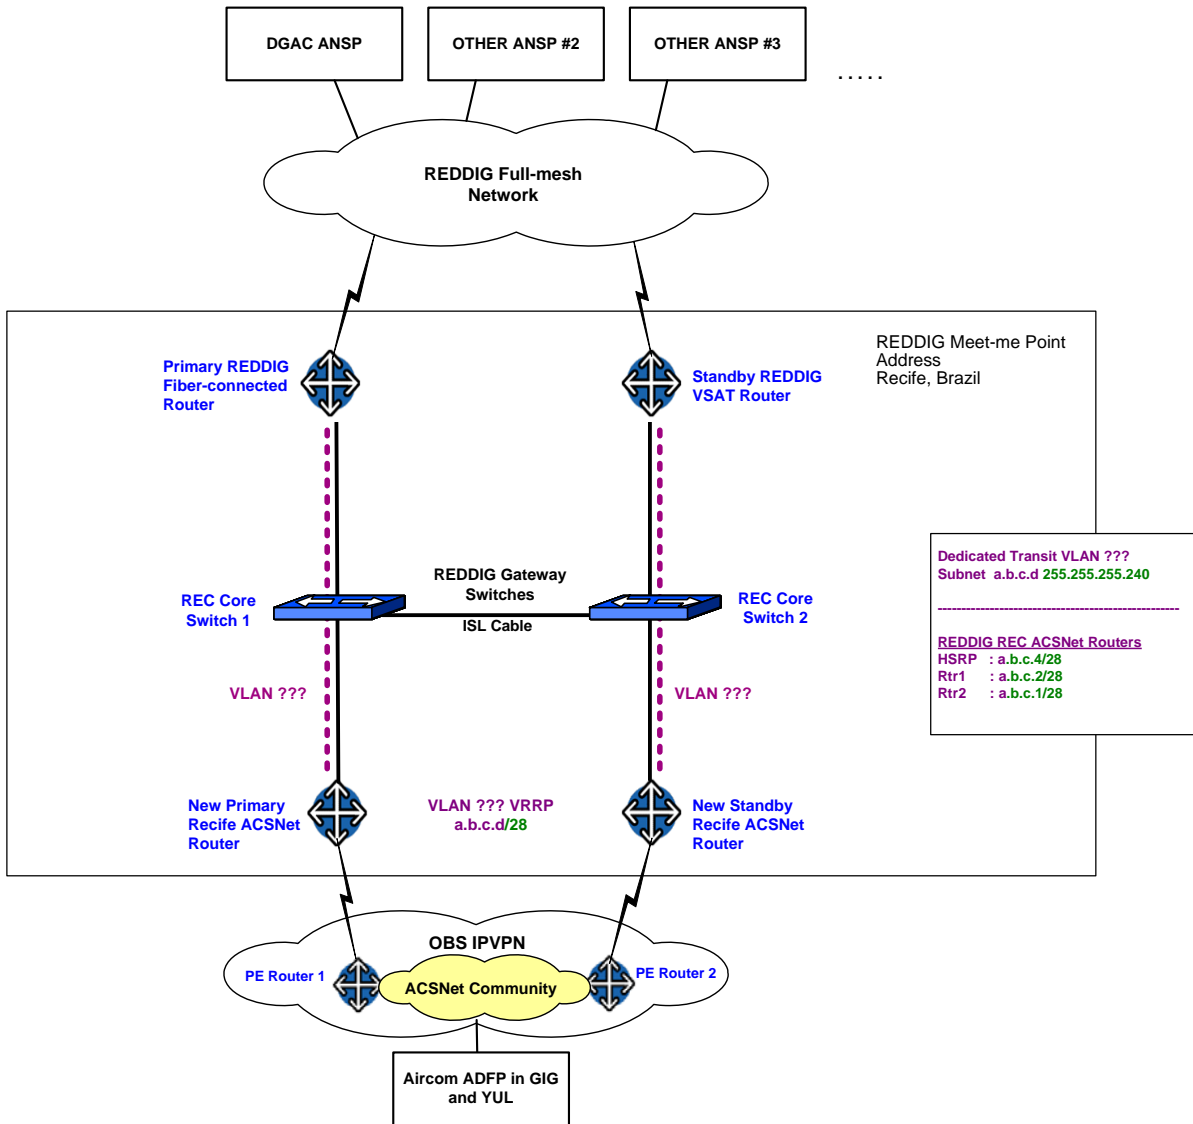 DGAC ANSP
OTHER ANSP #2
OTHER ANSP #3
.....
REDDIG Full-mesh
Network
REDDIG Meet-me Point
Address
Recife, Brazil
Primary REDDIG
Fiber-connected
Router
Standby REDDIG
VSAT Router
Dedicated Transit VLAN ???
Subnet a.b.c.d 255.255.255.240
--------------------------------------------------
REDDIG REC ACSNet Routers
HSRP : a.b.c.4/28
Rtr1 : a.b.c.2/28
Rtr2 : a.b.c.1/28
REDDIG Gateway
Switches
ISL Cable
REC Core
Switch 1
REC Core
Switch 2
VLAN ???
VLAN ???
New Primary
Recife ACSNet
Router
VLAN ??? VRRP
a.b.c.d/28
New Standby
Recife ACSNet
Router
OBS IPVPN
PE Router 1
ACSNet Community
PE Router 2
Aircom ADFP in GIG
and YUL